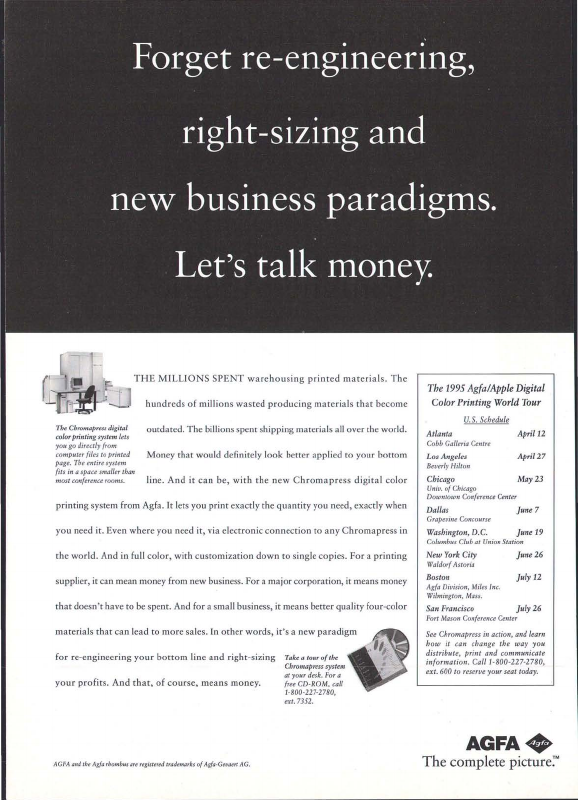 Forget re-engineering,
right-sizing and
new business paradigms.
Let's talk money.
The Chromapress digital
color printing system lets
you go directly from
computer files to printed
page. The entire system
fits in a space smaller than
most conference rooms.
THE MILLIONS SPENT warehousing printed materials. The
hundreds of millions wasted producing materials that become
outdated. The billions spent shipping materials all over the world.
Money that would definitely look better applied to your bottom
line. And it can be, with the new Chromapress digital color
printing system from Agfa. It lets you print exactly the quantity you need, exactly when
you need it. Even where you need it, via electronic connection to any Chromapress in
the world. And in full color, with customization down to single copies. For a printing
supplier, it can mean money from new business. For a major corporation, it means money
that doesn't have to be spent. And for a small business, it means better quality four-color
materials that can lead to more sales. In other words, it's a new paradigm
for re-engineering your bottom line and right-sizing
your profits. And that, of course, means money.
Take a tour of the
Chromapress system
at your desk. For a
free CD-ROM, call
1-800-227-2780,
ext. 7352.
The 1995 Agfa/Apple Digital
Color Printing World Tour
U.S. Schedule
Atlanta April 12
Cobb Galleria Centre
Los Angeles April 27
Beverly Hilton
Chicago May 23
Univ. of Chicago
Downtown Conference Center
Dallas June 7
Grapevine Concourse
Washington, D.C. June 19
Columbus Club at Union Station
New York City June 26
Waldorf Astoria
Boston July 12
Agfa Division, Miles Inc.
Wilmington, Mass.
San Francisco July 26
Fort Mason Conference Center
See Chromapress in action, and learn
how it can change the way you
distribute, print and communicate
information. Call 1-800-227-2780,
ext. 600 to reserve your seat today.
AGFA and the Agfa rhombus are registered trademarks of Agfa-Gevaert AG.
AGFA Agfa
The complete picture.™